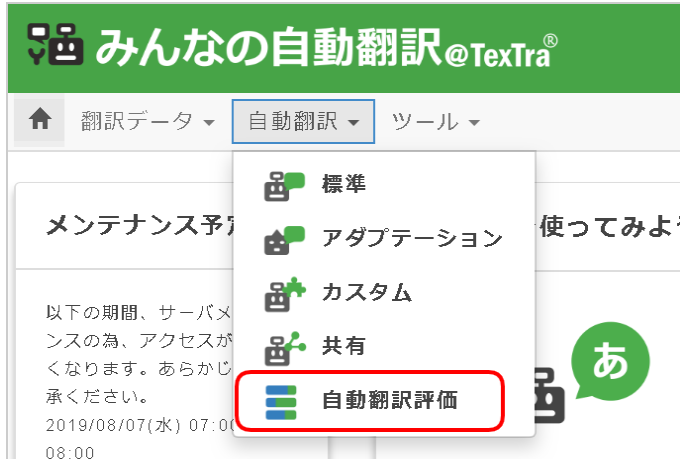 みんなの自動翻訳@TexTra®
翻訳データ
自動翻訳
ツール
標準
アダプテーション
カスタム
共有
自動翻訳評価
メンテナンス予
使ってみよ
以下の期間、サーバメ
ンスの為、アクセスが
くなります。あらかじ
承ください。
2019/08/07(水) 07:00
08:00
あ